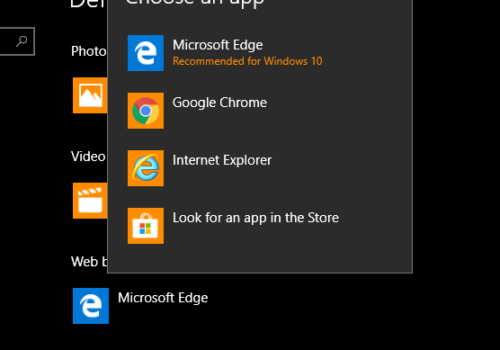 Choose an app
Microsoft Edge
Recommended for Windows 10
Photo
Google Chrome
Video
Internet Explorer
Look for an app in the Store
Web b
Microsoft Edge